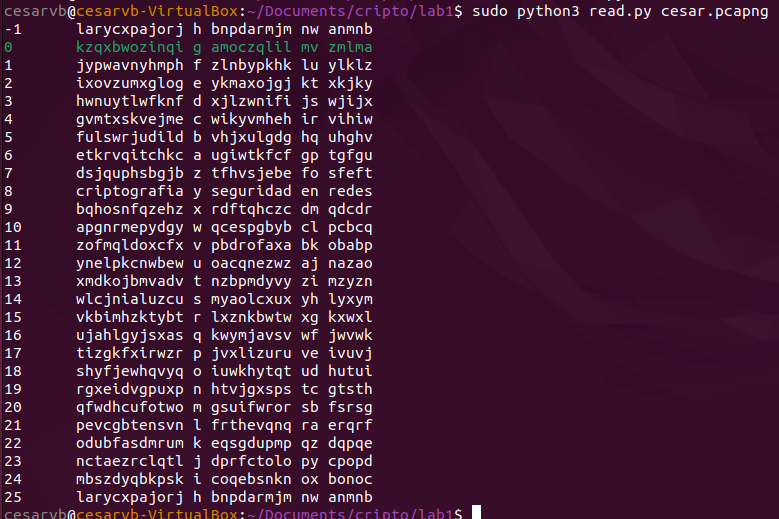 cesarvb@cesarvb-VirtualBox:~/Documents/cripto/lab1$ sudo python3 read.py cesar.pcapng
-1 larycxpajorj h bnpdarmjm nw anmnb
0 kzqxbwozinqi g amoczqlil mv zmlma
1 jypwavnyhmph f zlnbypkhk lu ylklz
2 ixovzumxglog e ykmaxojgj kt xkjky
3 hwnuytlwfknf d xjlzwnifi js wjijx
4 gvmtxskvejme c wikyvmheh ir vihiw
5 fulswrjudild b vhjxulgdg hq uhghv
6 etkrvqitchkc a ugiwtkfcf gp tgfgu
7 dsjquphsbgjb z tfhvsjebe fo sfeft
8 criptografia y seguridad en redes
9 bqhosnfqzehz x rdftqhczc dm qdcdr
10 apgnrmepydgy w qcespgbyb cl pcbcq
11 zofmqldoxcfx v pbdrofaxa bk obabp
12 ynelpkcnwbew u oacqnezwz aj nazao
13 xmdkojbmvadv t nzbpmdyvy zi mzyzn
14 wlcjnialuzcu s myaolcxux yh lyxym
15 vkbimhzktybt r lxznkbwtw xg kxwxl
16 ujahlgyjsxas q kwymjavsv wf jwvwk
17 tizgkfxirwzr p jvxlizuru ve ivuvj
18 shyfjewhqvyq o iuwkhytqt ud hutui
19 rgxeidvgpuxp n htvjgxsps tc gtsth
20 qfwdhcufotwo m gsuifwror sb fsrsg
21 pevcgbtensvn l frthevqnq ra erqrf
22 odubfasdmrum k eqsgdupmp qz dqpqe
23 nctaezrclqtl j dprfctolo py cpopd
24 mbszdyqbkpsk i coqebsnkn ox bonoc
25 larycxpajorj h bnpdarmjm nw anmnb
cesarvb@cesarvb-VirtualBox:~/Documents/cripto/lab1$